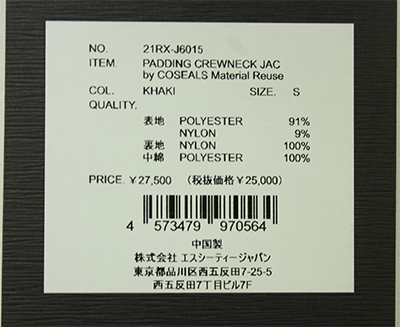 NO. 21RX-J6015
ITEM. PADDING CREWNECK JAC
by COSEALS Material Reuse
COL. KHAKI SIZE. S
QUALITY.
表地 POLYESTER 91%
NYLON 9%
裏地 NYLON 100%
中綿 POLYESTER 100%
PRICE. ¥27,500 (税抜価格¥25,000)
4 573479 970564
中国製
株式会社 エスシーティージャパン
東京都品川区西五反田7-25-5
西五反田7丁目ビル7F